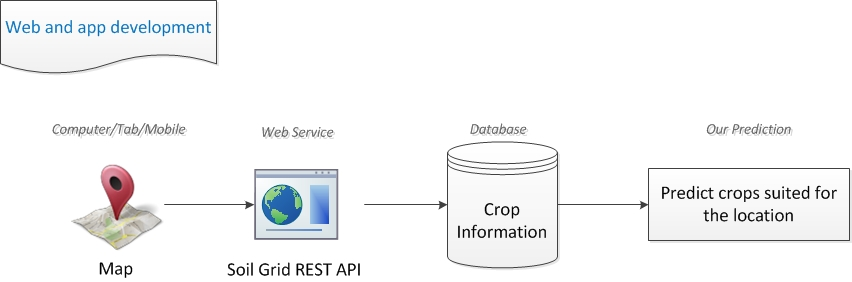 Web and app development
Computer/Tab/Mobile
Web Service
Database
Our Prediction
Crop
Information
Predict crops suited for
the location
Map
Soil Grid REST API